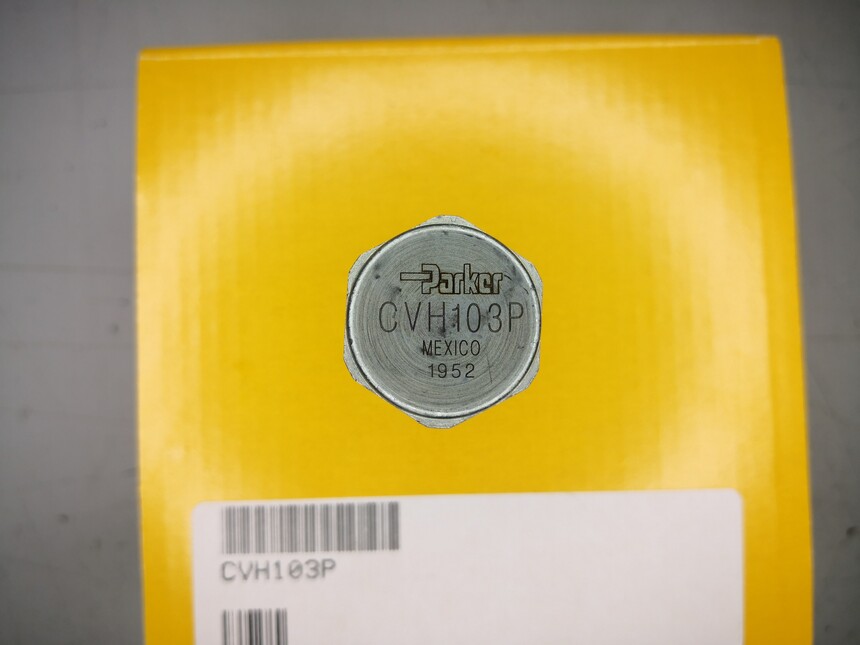 Parker
CVH103P
MEXICO
1952
CVH103P